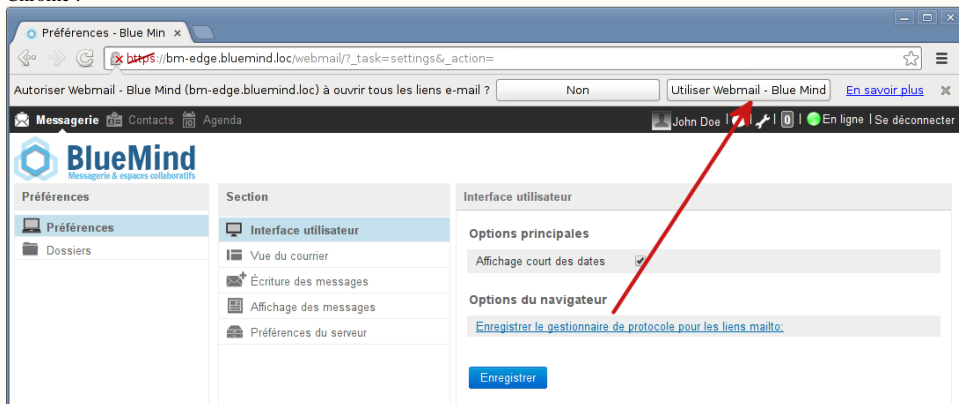 Préférences - Blue Min ×
https://bm-edge.bluemind.loc/webmail/?_task=settings&_action=
Autoriser Webmail - Blue Mind (bm-edge.bluemind.loc) à ouvrir tous les liens e-mail ? Non Utiliser Webmail - Blue Mind En savoir plus
Messagerie Contacts 10 Agenda John Doe | | | 0 | En ligne | Se déconnecter
BlueMind
Messagerie & espaces collaboratifs
Préférences Section Interface utilisateur
Préférences
Dossiers
Interface utilisateur
Vue du courrier
Écriture des messages
Affichage des messages
Préférences du serveur
Options principales
Affichage court des dates
Options du navigateur
Enregistrer le gestionnaire de protocole pour les liens mailto:
Enregistrer